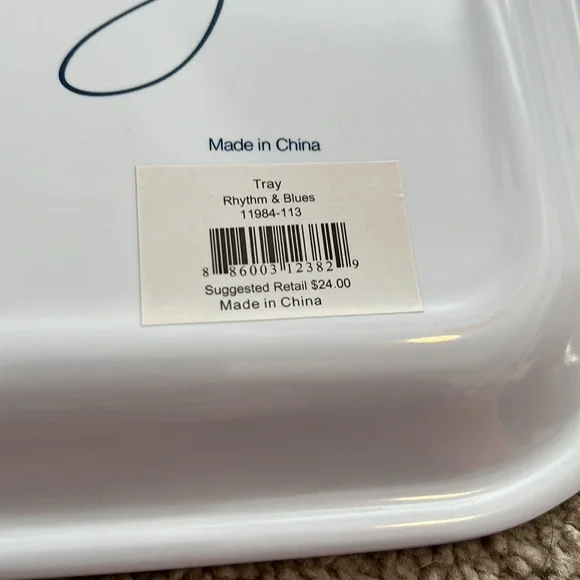 Made in China
Tray
Rhythm & Blues
11984-113
8 86003 12382 9
Suggested Retail $24.00
Made in China